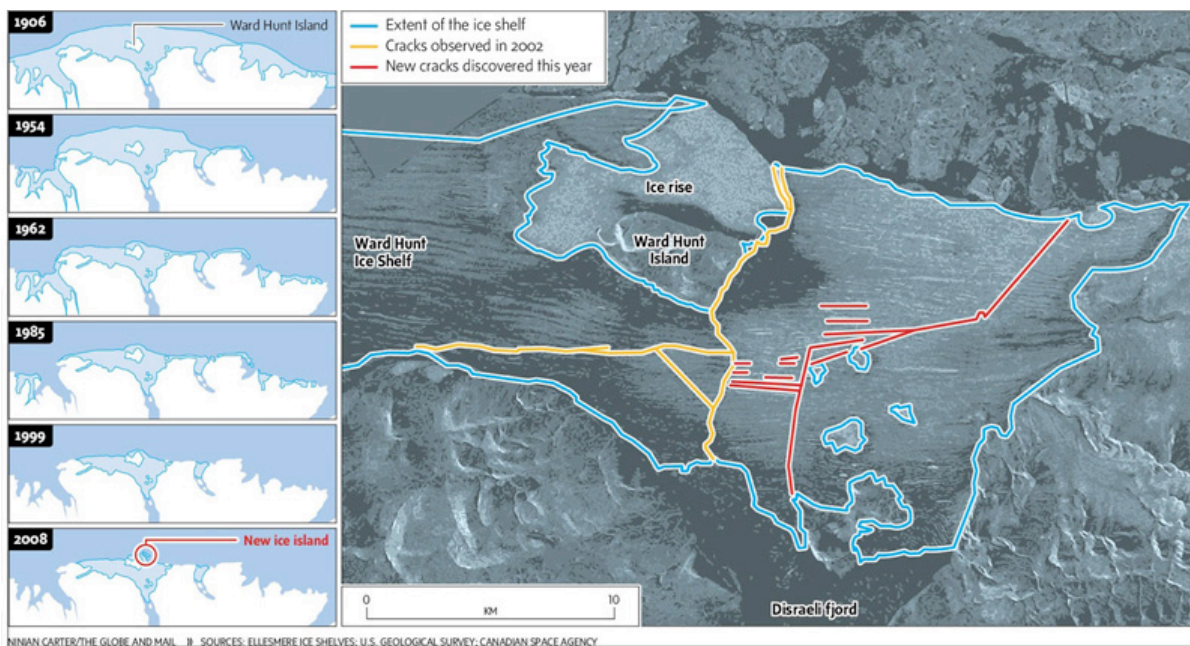 1906
Ward Hunt Island
1954
1962
1985
1999
2008
New ice island
Extent of the ice shelf
Cracks observed in 2002
New cracks discovered this year
Ice rise
Ward Hunt
Ice Shelf
Ward Hunt
Island
0 10
KM
Disraeli fjord
NINIAN CARTER/THE GLOBE AND MAIL » SOURCES: ELLESMERE ICE SHELVES; U.S. GEOLOGICAL SURVEY; CANADIAN SPACE AGENCY